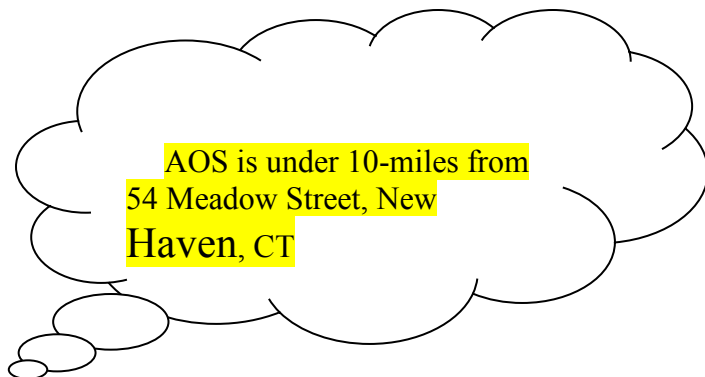 AOS is under 10-miles from
54 Meadow Street, New
Haven, CT